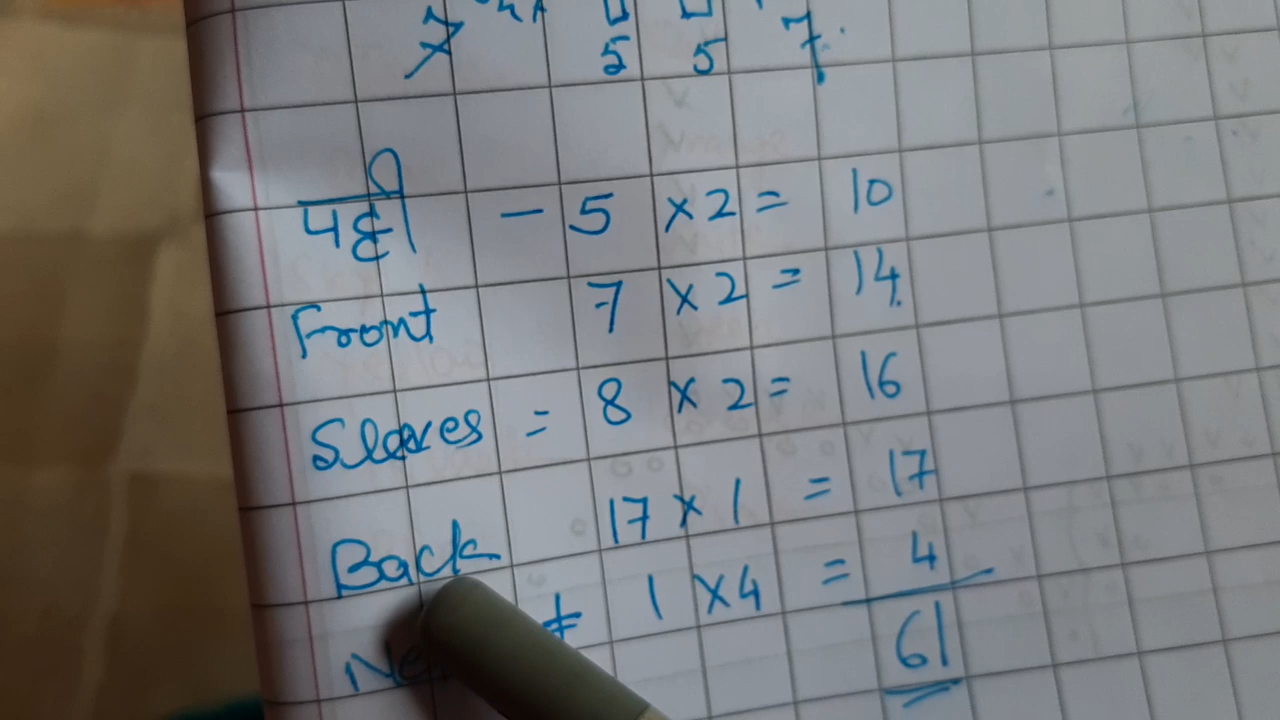 5 5 7
पट्टी - 5 × 2 = 10
Front 7 × 2 = 14
Sleeves = 8 × 2 = 16
Back 17 × 1 = 17
1 × 4 = 4
61